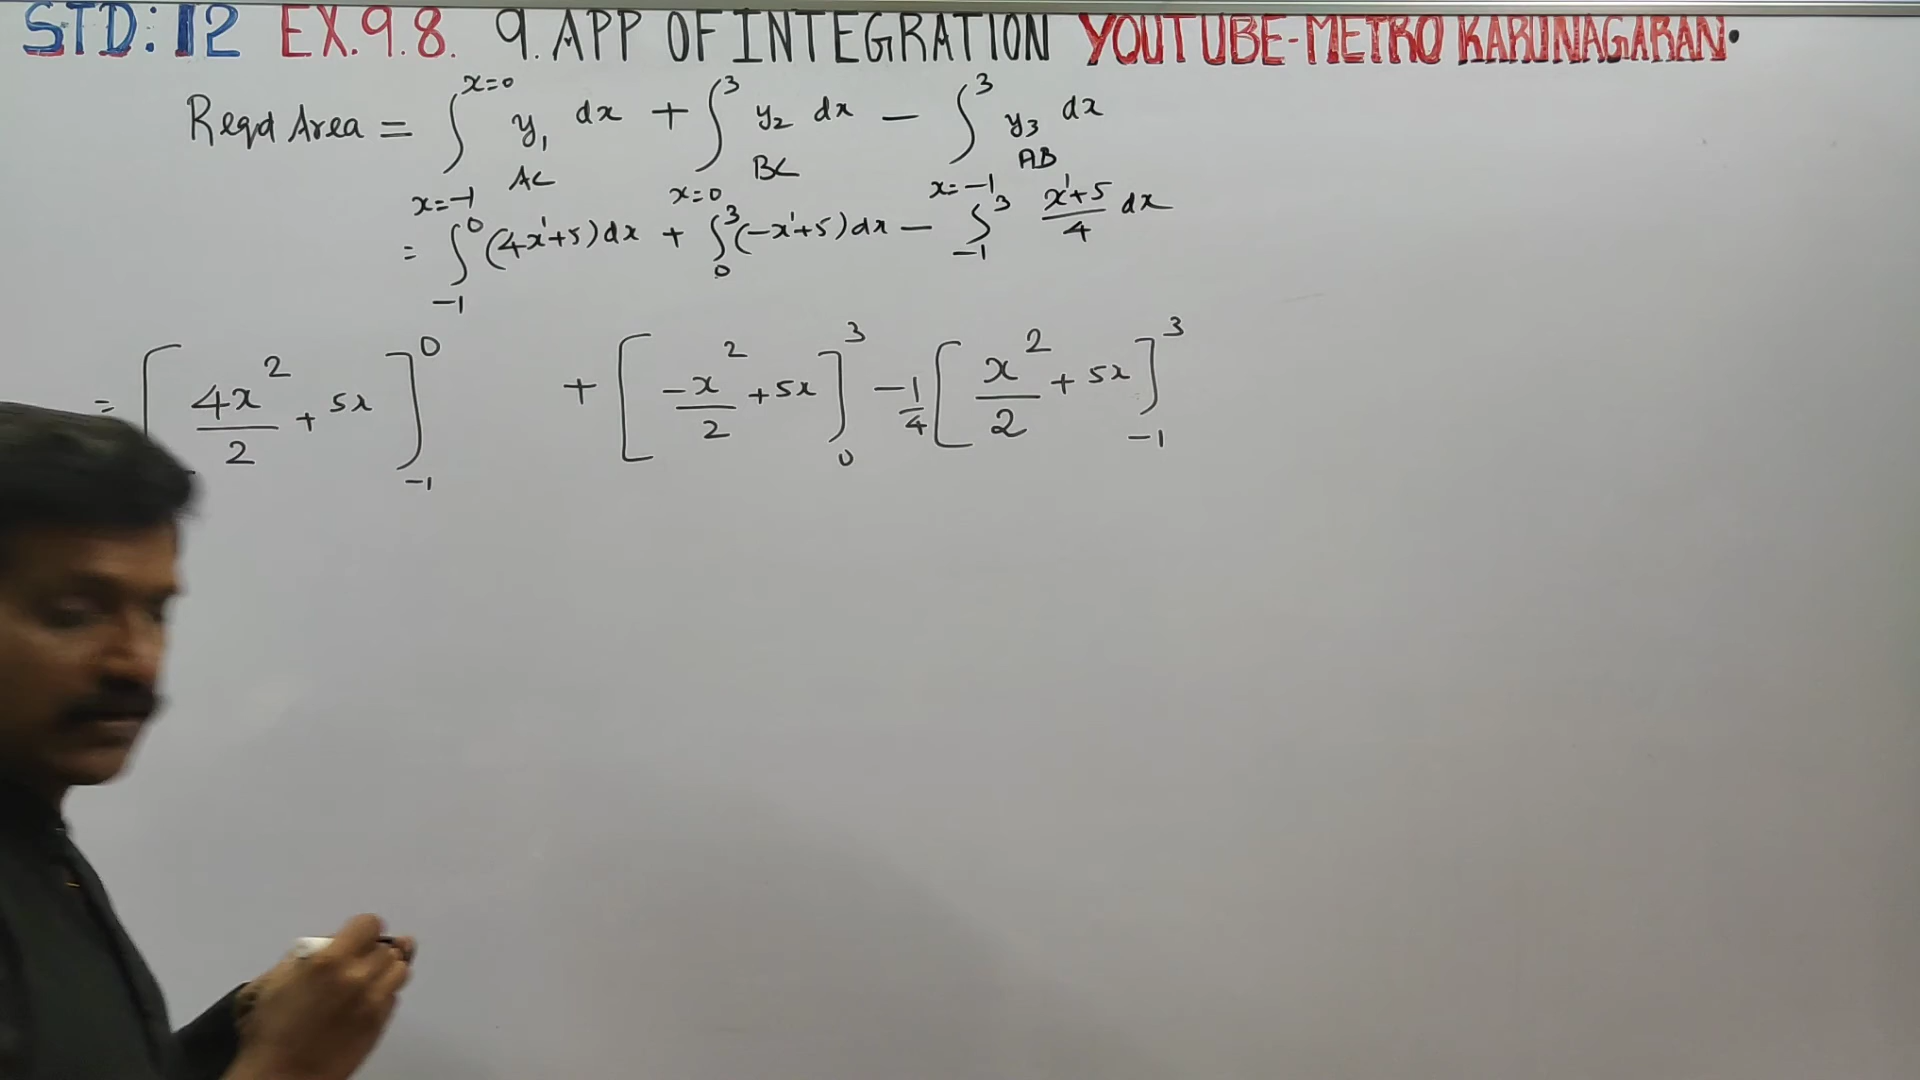 STD: 12 EX.9.8. 9. APP OF INTEGRATION YOUTUBE-METRO KARUNAGARAN.
Reqd Area = ∫_{x=-1}^{x=0} y₁ dx + ∫_{x=0}^{3} y₂ dx − ∫_{x=-1}^{3} y₃ dx
AC BC AB
= ∫_{-1}^{0} (4x¹+5) dx + ∫_{0}^{3} (−x¹+5) dx − ∫_{-1}^{3} (x¹+5)/4 dx
= [4x²/2 + 5x]_{-1}^{0} + [−x²/2 + 5x]_{0}^{3} − 1/4 [x²/2 + 5x]_{-1}^{3}